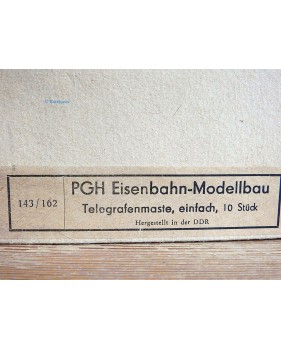 143/162
PGH Eisenbahn-Modellbau
Telegrafenmaste, einfach, 10 Stück
Hergestellt in der DDR